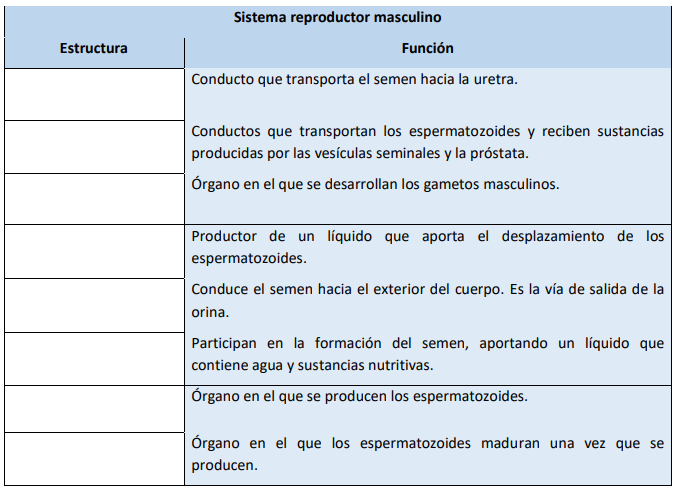 Sistema reproductor masculino
Estructura Función
Conducto que transporta el semen hacia la uretra.
Conductos que transportan los espermatozoides y reciben sustancias
producidas por las vesículas seminales y la próstata.
Órgano en el que se desarrollan los gametos masculinos.
Productor de un líquido que aporta el desplazamiento de los
espermatozoides.
Conduce el semen hacia el exterior del cuerpo. Es la vía de salida de la
orina.
Participan en la formación del semen, aportando un líquido que
contiene agua y sustancias nutritivas.
Órgano en el que se producen los espermatozoides.
Órgano en el que los espermatozoides maduran una vez que se
producen.